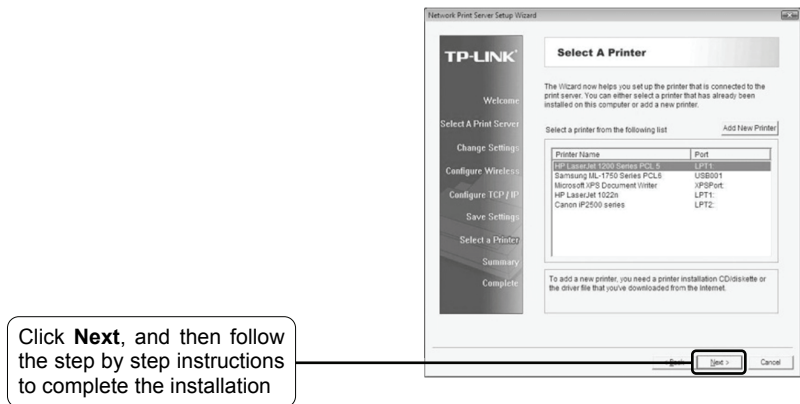 Network Print Server Setup Wizard
TP-LINK
Welcome
Select A Print Server
Change Settings
Configure Wireless
Configure TCP / IP
Save Settings
Select a Printer
Summary
Complete
Select A Printer
The Wizard now helps you set up the printer that is connected to the
print server. You can either select a printer that has already been
installed on this computer or add a new printer.
Select a printer from the following list
Add New Printer
Printer Name Port
HP LaserJet 1200 Series PCL 5 LPT1:
Samsung ML-1750 Series PCL6 USB001
Microsoft XPS Document Writer XPSPort:
HP LaserJet 1022n LPT1:
Canon iP2500 series LPT2:
To add a new printer, you need a printer installation CD/diskette or
the driver file that you've downloaded from the Internet.
Next > Cancel
Click Next, and then follow
the step by step instructions
to complete the installation